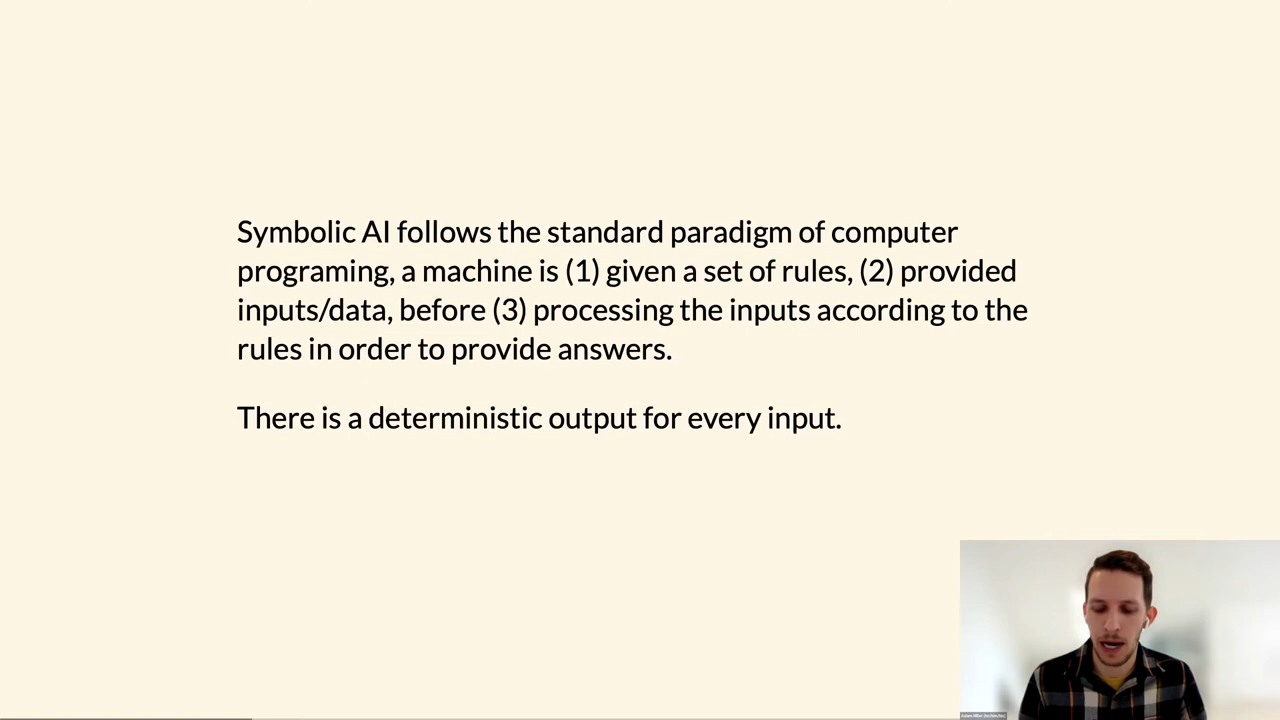 Symbolic AI follows the standard paradigm of computer
programing, a machine is (1) given a set of rules, (2) provided
inputs/data, before (3) processing the inputs according to the
rules in order to provide answers.
There is a deterministic output for every input.